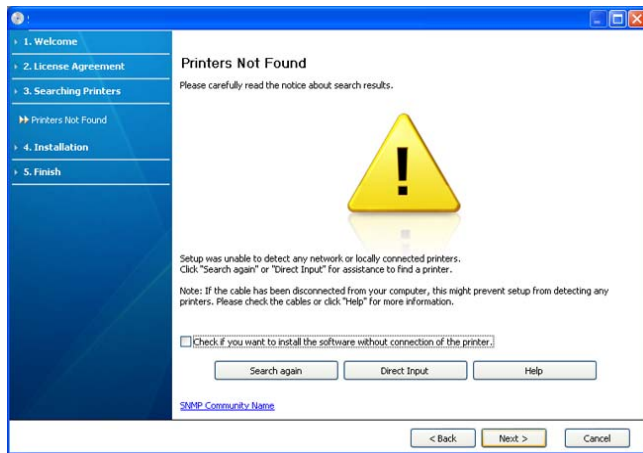 1. Welcome
2. License Agreement
3. Searching Printers
Printers Not Found
4. Installation
5. Finish
Printers Not Found
Please carefully read the notice about search results.
Setup was unable to detect any network or locally connected printers.
Click "Search again" or "Direct Input" for assistance to find a printer.
Note: If the cable has been disconnected from your computer, this might prevent setup from detecting any
printers. Please check the cables or click "Help" for more information.
Check if you want to install the software without connection of the printer.
Search again Direct Input Help
SNMP Community Name
< Back Next > Cancel